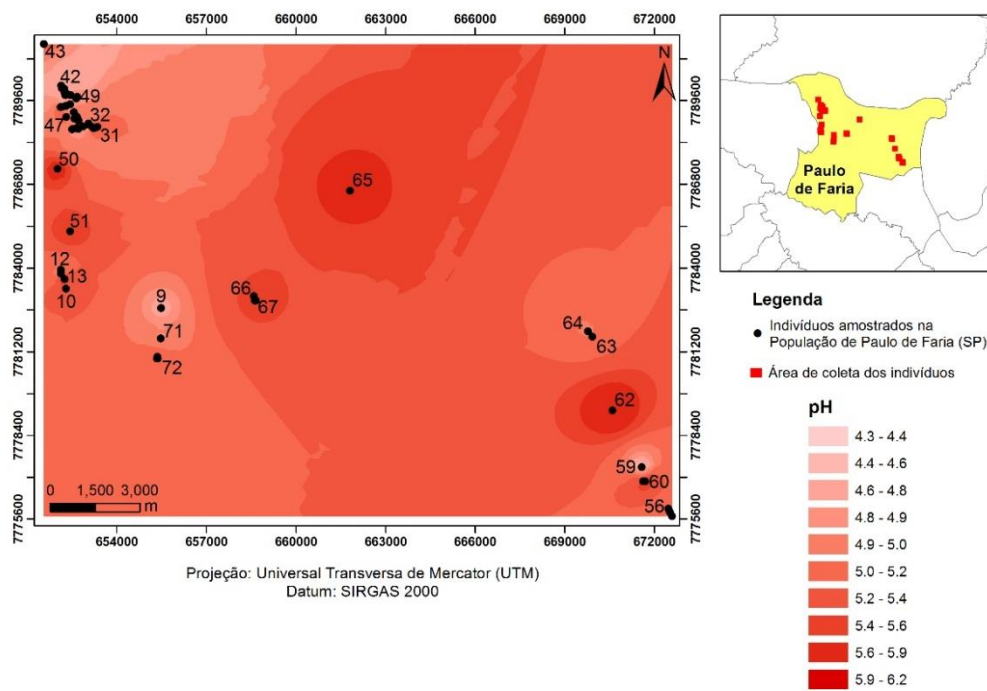 654000 657000 660000 663000 666000 669000 672000
43
N
42
7789600 7789600
49
47 32
31
50
7786800 65 7786800
51
12
7784000 7784000
13
10 9 66
67
71 64
63
7781200 7781200
72
62
7778400 7778400
59
60
0 1,500 3,000
m
56
7775600 7775600
654000 657000 660000 663000 666000 669000 672000
Projeção: Universal Transversa de Mercator (UTM)
Datum: SIRGAS 2000
Paulo
de Faria
Legenda
Indivíduos amostrados na
População de Paulo de Faria (SP)
Área de coleta dos indivíduos
pH
4.3 - 4.4
4.4 - 4.6
4.6 - 4.8
4.8 - 4.9
4.9 - 5.0
5.0 - 5.2
5.2 - 5.4
5.4 - 5.6
5.6 - 5.9
5.9 - 6.2